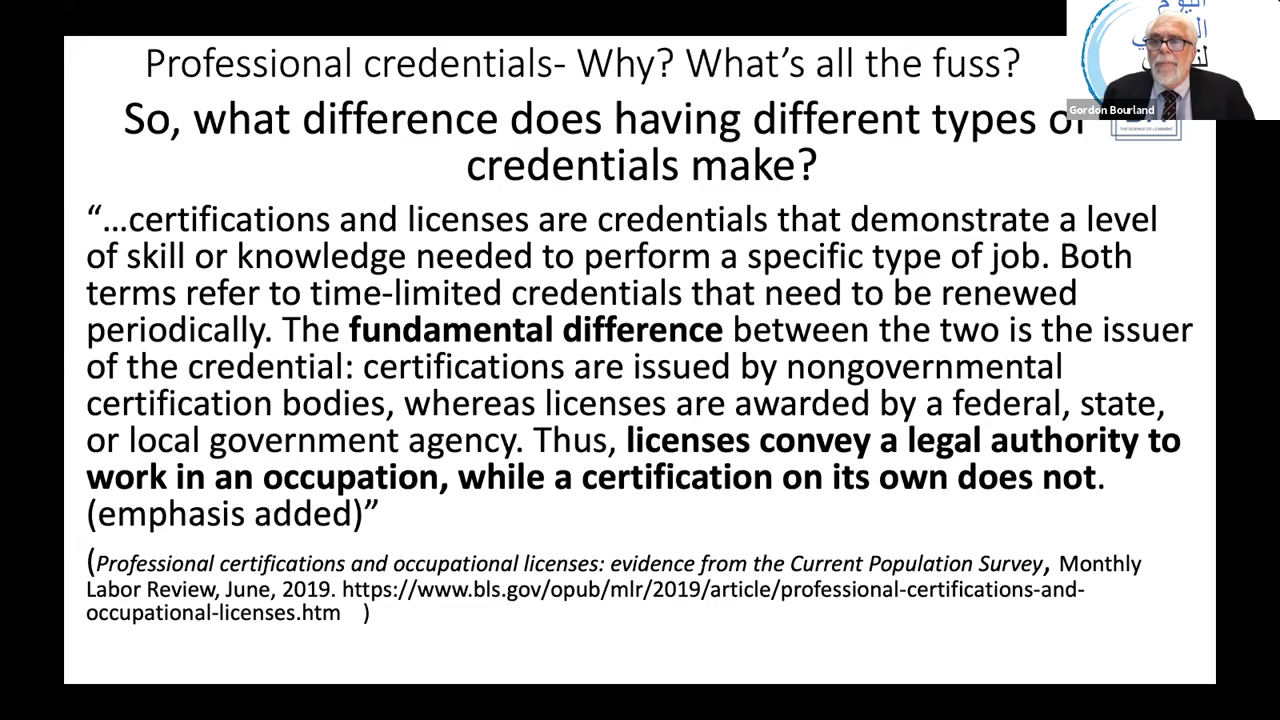 Professional credentials- Why? What's all the fuss?
So, what difference does having different types of
credentials make?
“…certifications and licenses are credentials that demonstrate a level
of skill or knowledge needed to perform a specific type of job. Both
terms refer to time-limited credentials that need to be renewed
periodically. The fundamental difference between the two is the issuer
of the credential: certifications are issued by nongovernmental
certification bodies, whereas licenses are awarded by a federal, state,
or local government agency. Thus, licenses convey a legal authority to
work in an occupation, while a certification on its own does not.
(emphasis added)”
(Professional certifications and occupational licenses: evidence from the Current Population Survey, Monthly
Labor Review, June, 2019. https://www.bls.gov/opub/mlr/2019/article/professional-certifications-and-
occupational-licenses.htm )
Gordon Bourland
THE SCIENCE OF LEARNING